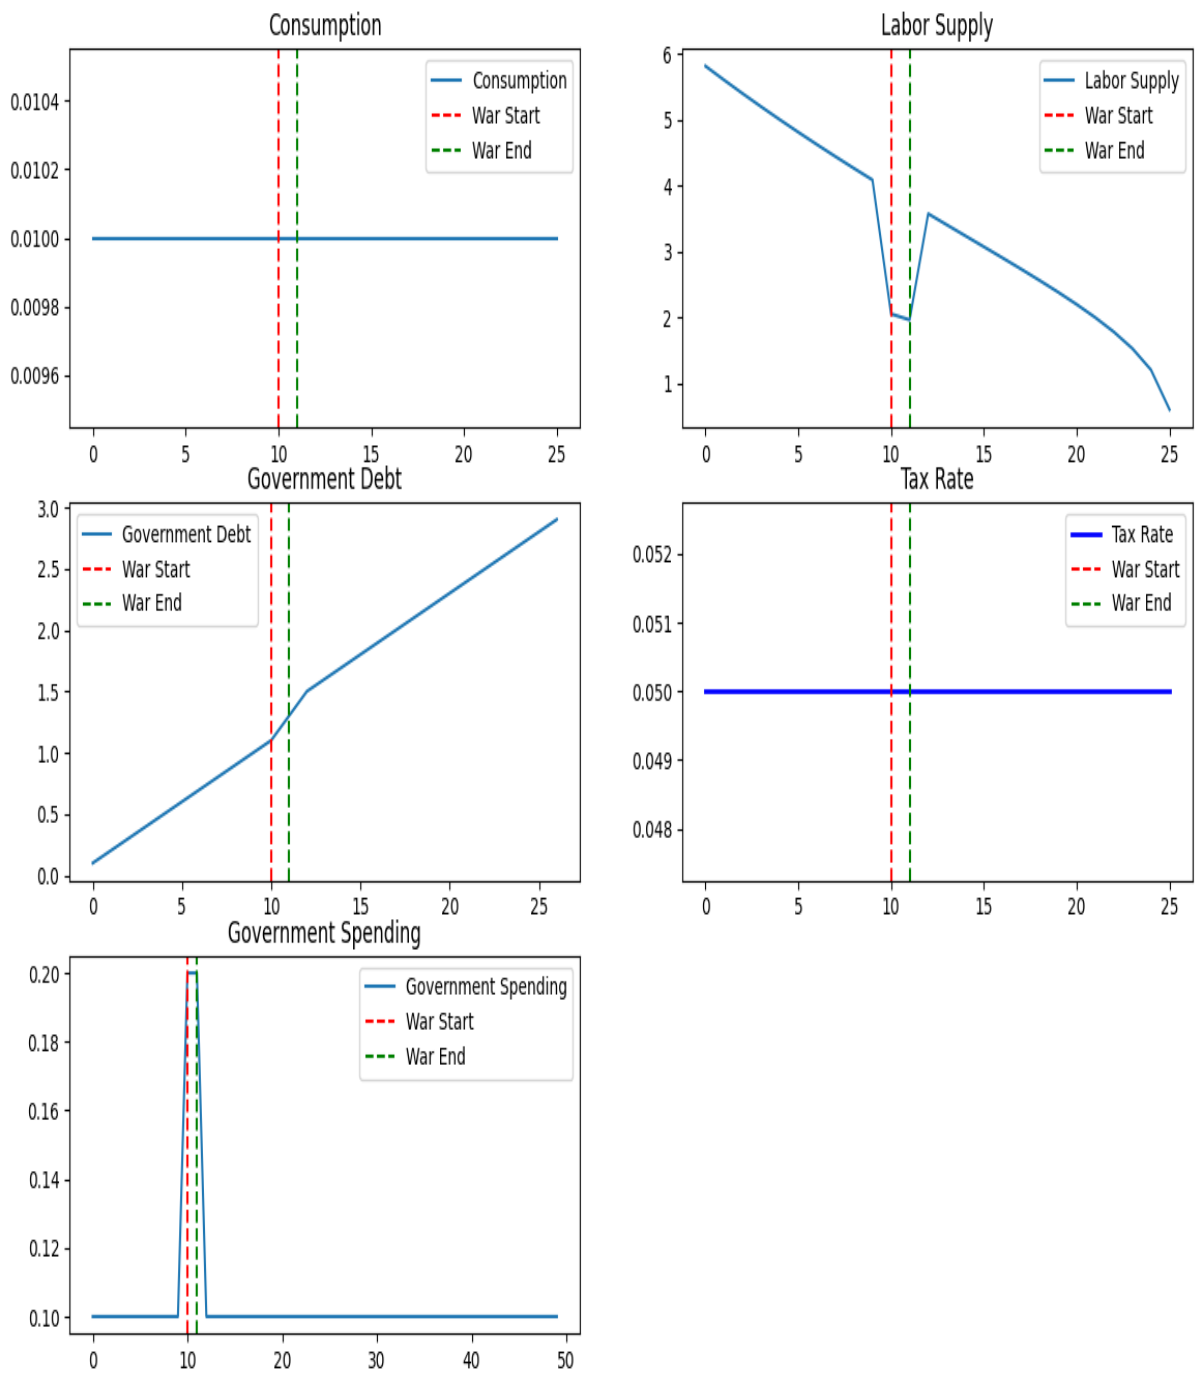 Consumption
0.0104
0.0102
0.0100
0.0098
0.0096
0 5 10 15 20 25
Consumption
War Start
War End
Labor Supply
6
5
4
3
2
1
0 5 10 15 20 25
Labor Supply
War Start
War End
Government Debt
3.0
2.5
2.0
1.5
1.0
0.5
0.0
0 5 10 15 20 25
Government Debt
War Start
War End
Tax Rate
0.052
0.051
0.050
0.049
0.048
0 5 10 15 20 25
Tax Rate
War Start
War End
Government Spending
0.20
0.18
0.16
0.14
0.12
0.10
0 10 20 30 40 50
Government Spending
War Start
War End